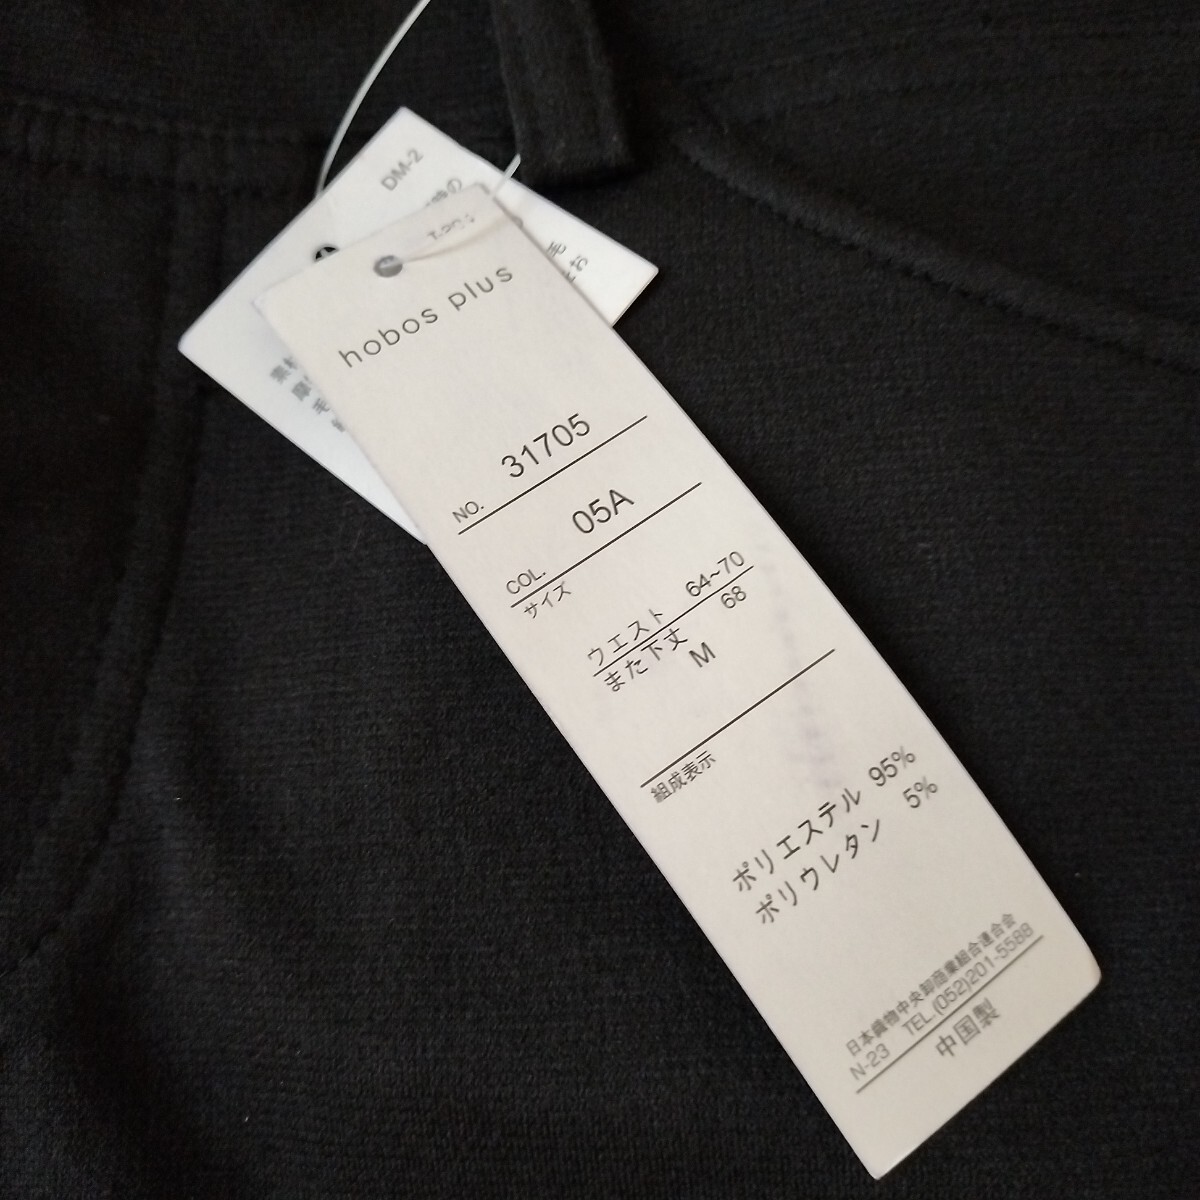 DM-2
hobos plus
NO. 31705
COL. 05A
サイズ
ウエスト 64~70
また下丈 68
M
組成表示
ポリエステル 95%
ポリウレタン 5%
日本織物中央卸商業組合連合会
N-23 TEL.(052)201-5588
中国製